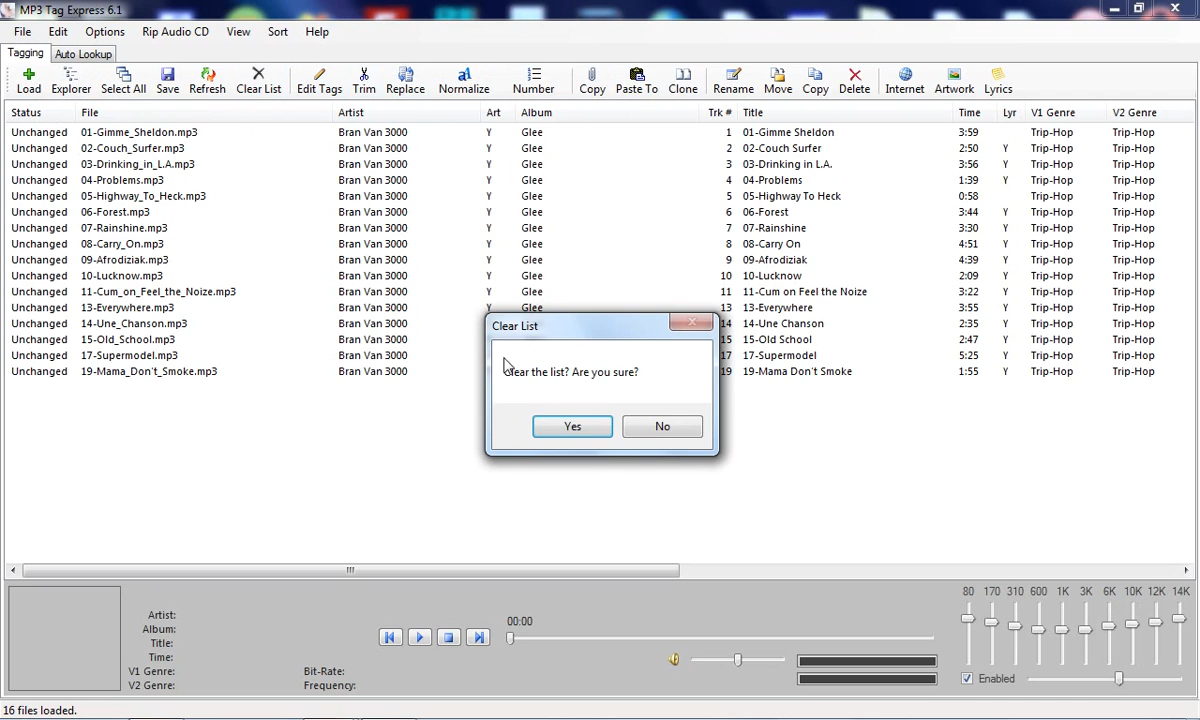 MP3 Tag Express 6.1
File Edit Options Rip Audio CD View Sort Help
Tagging Auto Lookup
Load Explorer Select All Save Refresh Clear List Edit Tags Trim Replace Normalize Number Copy Paste To Clone Rename Move Copy Delete Internet Artwork Lyrics
Status File Artist Art Album Trk # Title Time Lyr V1 Genre V2 Genre
Unchanged 01-Gimme_Sheldon.mp3 Bran Van 3000 Y Glee 1 01-Gimme Sheldon 3:59 Trip-Hop Trip-Hop
Unchanged 02-Couch_Surfer.mp3 Bran Van 3000 Y Glee 2 02-Couch Surfer 2:50 Y Trip-Hop Trip-Hop
Unchanged 03-Drinking_in_L.A.mp3 Bran Van 3000 Y Glee 3 03-Drinking in L.A. 3:56 Y Trip-Hop Trip-Hop
Unchanged 04-Problems.mp3 Bran Van 3000 Y Glee 4 04-Problems 1:39 Y Trip-Hop Trip-Hop
Unchanged 05-Highway_To_Heck.mp3 Bran Van 3000 Y Glee 5 05-Highway To Heck 0:58 Trip-Hop Trip-Hop
Unchanged 06-Forest.mp3 Bran Van 3000 Y Glee 6 06-Forest 3:44 Y Trip-Hop Trip-Hop
Unchanged 07-Rainshine.mp3 Bran Van 3000 Y Glee 7 07-Rainshine 3:30 Y Trip-Hop Trip-Hop
Unchanged 08-Carry_On.mp3 Bran Van 3000 Y Glee 8 08-Carry On 4:51 Y Trip-Hop Trip-Hop
Unchanged 09-Afrodiziak.mp3 Bran Van 3000 Y Glee 9 09-Afrodiziak 4:39 Y Trip-Hop Trip-Hop
Unchanged 10-Lucknow.mp3 Bran Van 3000 Y Glee 10 10-Lucknow 2:09 Y Trip-Hop Trip-Hop
Unchanged 11-Cum_on_Feel_the_Noize.mp3 Bran Van 3000 Y Glee 11 11-Cum on Feel the Noize 3:22 Y Trip-Hop Trip-Hop
Unchanged 13-Everywhere.mp3 Bran Van 3000 Y Glee 13 13-Everywhere 3:55 Y Trip-Hop Trip-Hop
Unchanged 14-Une_Chanson.mp3 Bran Van 3000 14 14-Une Chanson 2:35 Y Trip-Hop Trip-Hop
Unchanged 15-Old_School.mp3 Bran Van 3000 15 15-Old School 2:47 Y Trip-Hop Trip-Hop
Unchanged 17-Supermodel.mp3 Bran Van 3000 17 17-Supermodel 5:25 Y Trip-Hop Trip-Hop
Unchanged 19-Mama_Don't_Smoke.mp3 Bran Van 3000 19 19-Mama Don't Smoke 1:55 Y Trip-Hop Trip-Hop
Clear List
Clear the list? Are you sure?
Yes No
80 170 310 600 1K 3K 6K 10K 12K 14K
Artist:
Album:
Title:
Time:
V1 Genre:
V2 Genre:
Bit-Rate:
Frequency:
00:00
Enabled
16 files loaded.